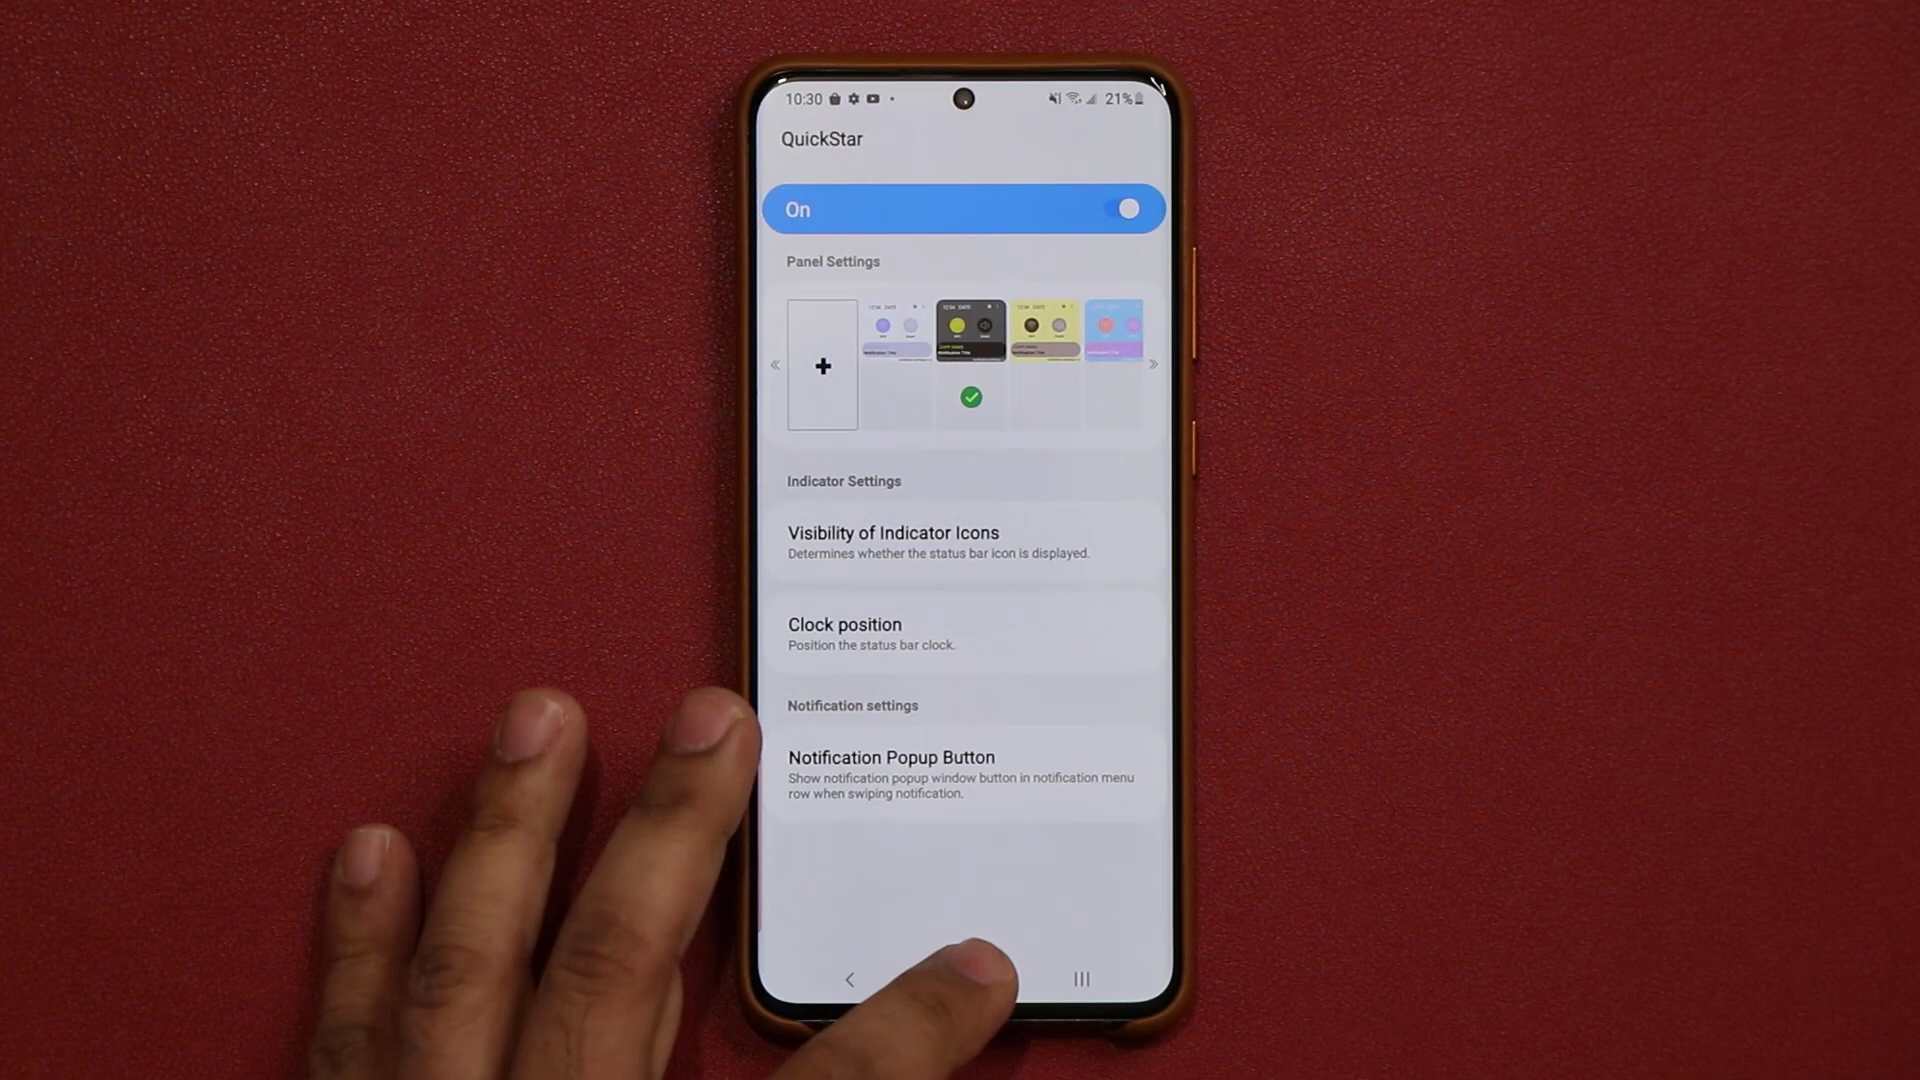 10:30
21%
QuickStar
On
Panel Settings
Indicator Settings
Visibility of Indicator Icons
Determines whether the status bar icon is displayed.
Clock position
Position the status bar clock.
Notification settings
Notification Popup Button
Show notification popup window button in notification menu
row when swiping notification.